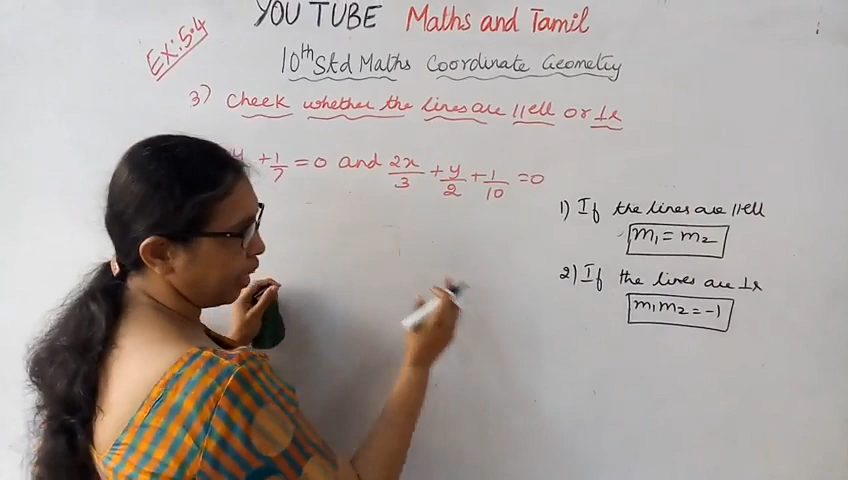 YOU TUBE Maths and Tamil
Ex:5.4
10th Std Maths Coordinate Geometry
3) Check whether the lines are ||ell or ⊥r
+ 1/7 = 0 and 2x/3 + y/2 + 1/10 = 0
1) If the lines are ||ell
m₁ = m₂
2) If the lines are ⊥r
m₁m₂ = -1